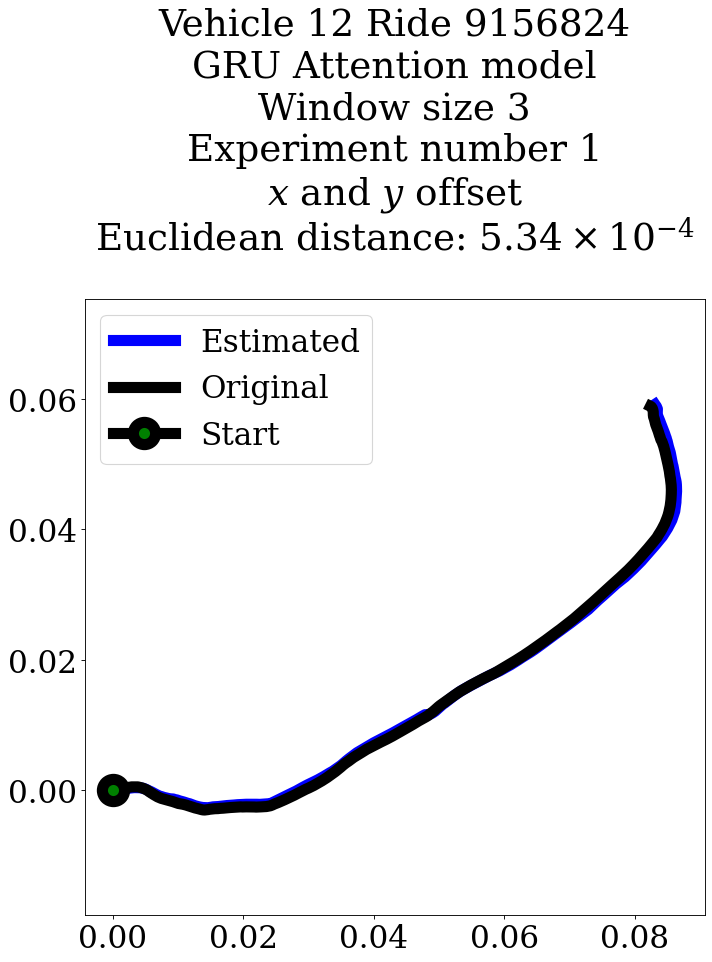 Vehicle 12 Ride 9156824
GRU Attention model
Window size 3
Experiment number 1
x and y offset
Euclidean distance: 5.34 × 10⁻⁴
Estimated
Original
Start
0.06
0.04
0.02
0.00
0.00 0.02 0.04 0.06 0.08